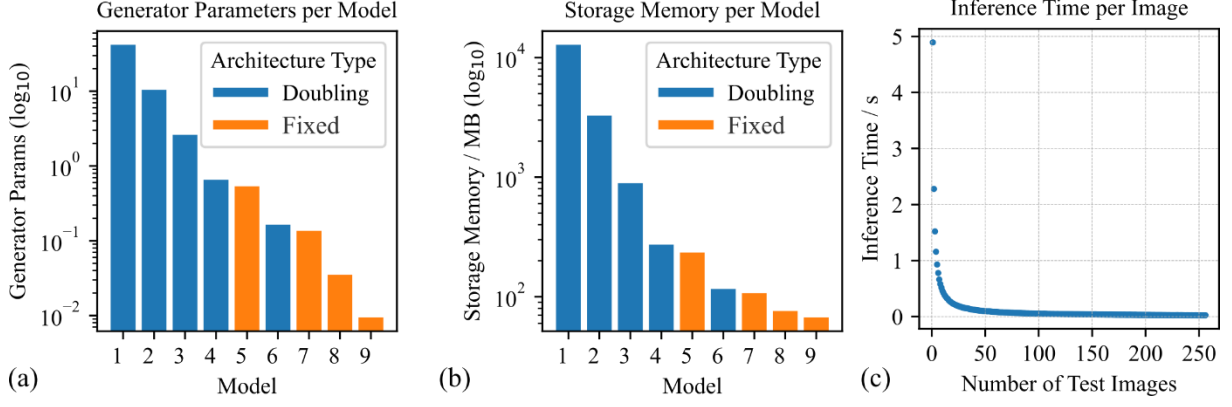 Generator Parameters per Model
Generator Params (log10)
10^1
10^0
10^-1
10^-2
Architecture Type
Doubling
Fixed
1 2 3 4 5 6 7 8 9
Model
(a)
Storage Memory per Model
Storage Memory / MB (log10)
10^4
10^3
10^2
Architecture Type
Doubling
Fixed
1 2 3 4 5 6 7 8 9
Model
(b)
Inference Time per Image
Inference Time / s
5
4
3
2
1
0
0 50 100 150 200 250
Number of Test Images
(c)